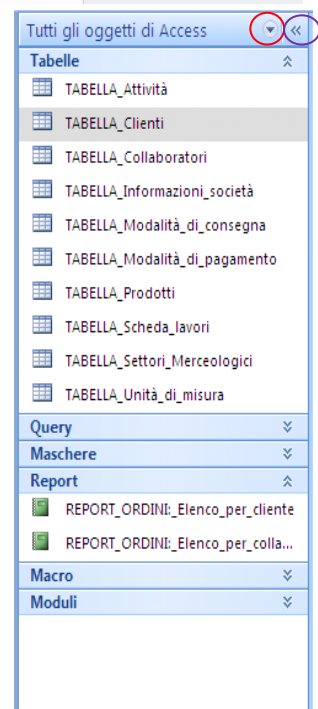 Tutti gli oggetti di Access
Tabelle
TABELLA_Attività
TABELLA_Clienti
TABELLA_Collaboratori
TABELLA_Informazioni_società
TABELLA_Modalità_di_consegna
TABELLA_Modalità_di_pagamento
TABELLA_Prodotti
TABELLA_Scheda_lavori
TABELLA_Settori_Merceologici
TABELLA_Unità_di_misura
Query
Maschere
Report
REPORT_ORDINI:_Elenco_per_cliente
REPORT_ORDINI:_Elenco_per_colla...
Macro
Moduli